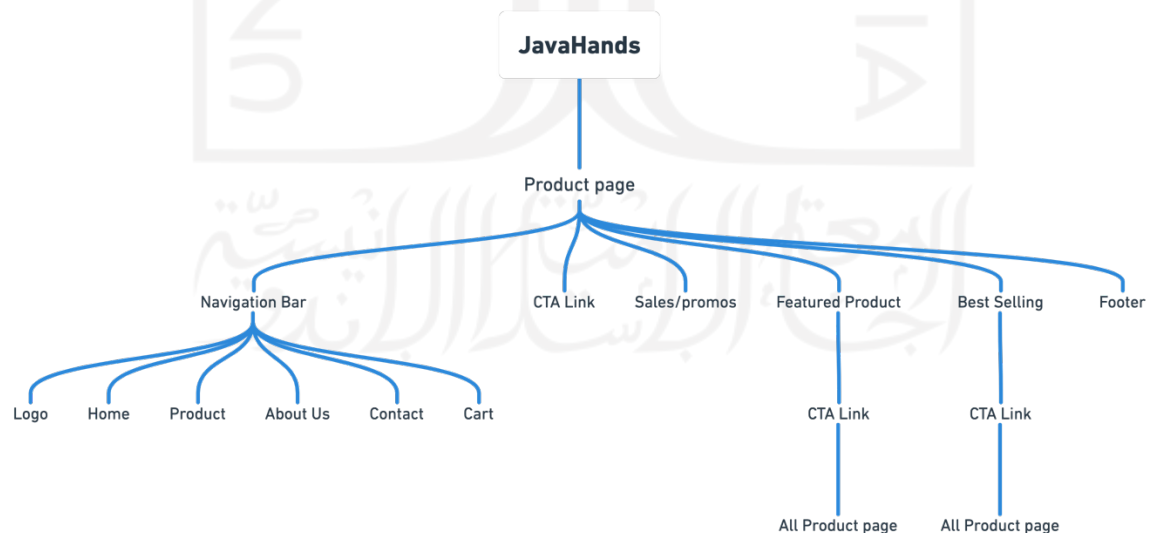 JavaHands
Product page
Navigation Bar
CTA Link
Sales/promos
Featured Product
Best Selling
Footer
Logo
Home
Product
About Us
Contact
Cart
CTA Link
CTA Link
All Product page
All Product page